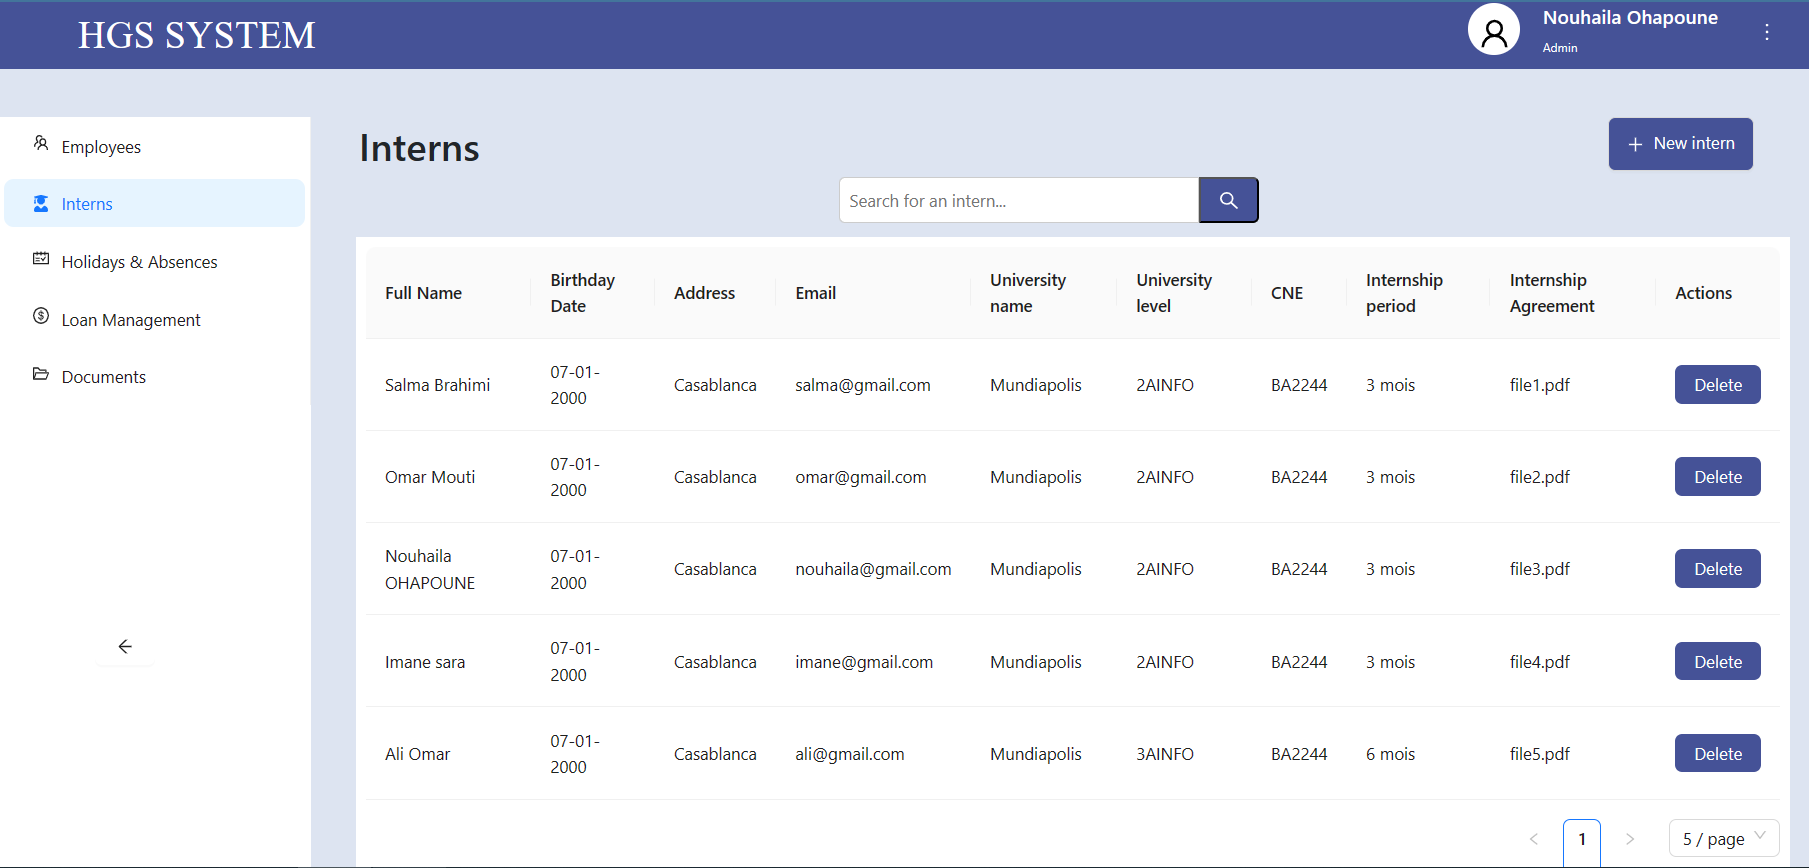 HGS SYSTEM
Nouhaila Ohapoune
Admin
Employees
Interns
Holidays & Absences
Loan Management
Documents
Interns
New intern
Search for an intern...
Full Name Birthday Date Address Email University name University level CNE Internship period Internship Agreement Actions
Salma Brahimi 07-01-2000 Casablanca salma@gmail.com Mundiapolis 2AINFO BA2244 3 mois file1.pdf Delete
Omar Mouti 07-01-2000 Casablanca omar@gmail.com Mundiapolis 2AINFO BA2244 3 mois file2.pdf Delete
Nouhaila OHAPOUNE 07-01-2000 Casablanca nouhaila@gmail.com Mundiapolis 2AINFO BA2244 3 mois file3.pdf Delete
Imane sara 07-01-2000 Casablanca imane@gmail.com Mundiapolis 2AINFO BA2244 3 mois file4.pdf Delete
Ali Omar 07-01-2000 Casablanca ali@gmail.com Mundiapolis 3AINFO BA2244 6 mois file5.pdf Delete
1 5 / page